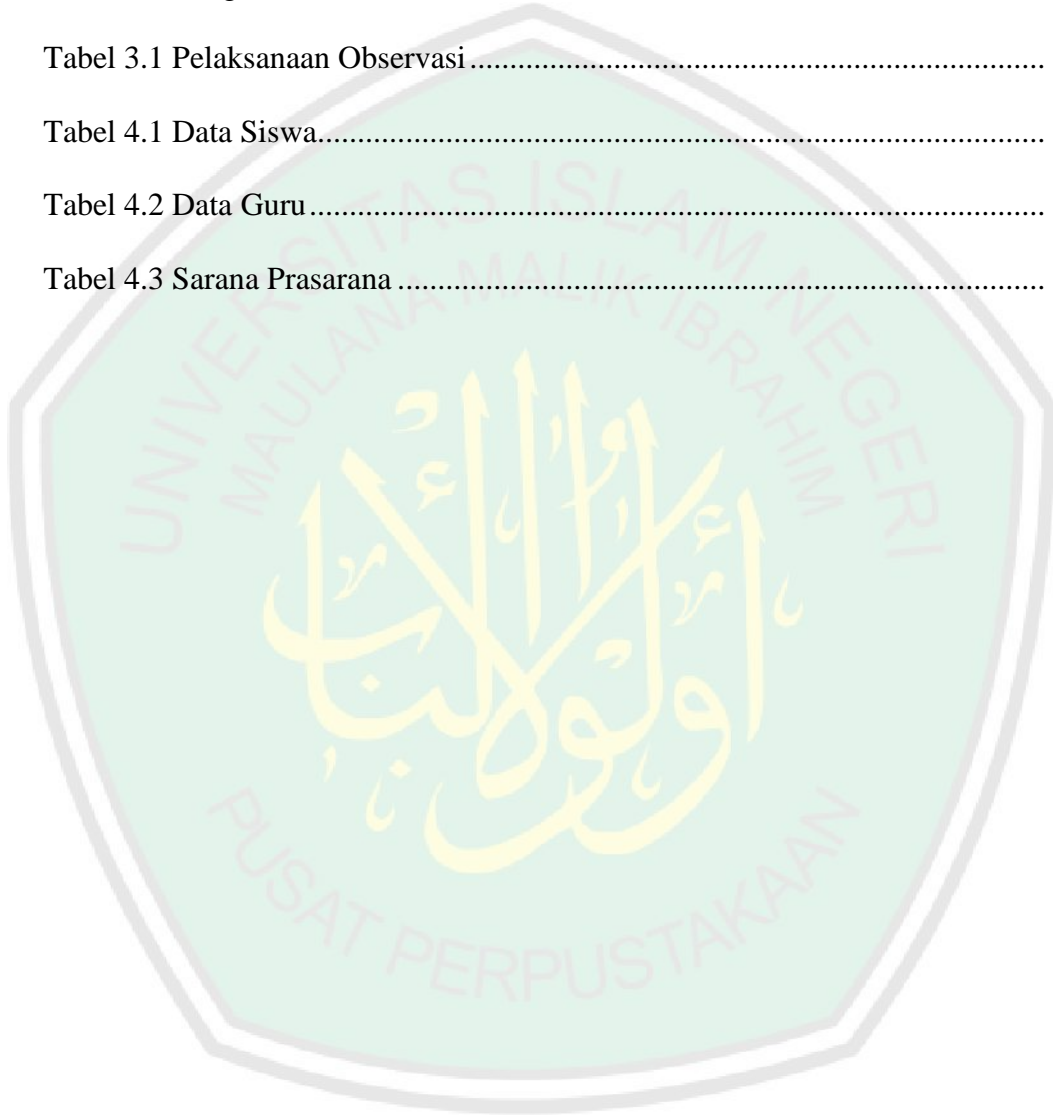 Tabel 3.1 Pelaksanaan Observasi........................................................................
Tabel 4.1 Data Siswa...........................................................................................
Tabel 4.2 Data Guru............................................................................................
Tabel 4.3 Sarana Prasarana .................................................................................
UNIVERSITAS ISLAM NEGERI
MAULANA MALIK IBRAHIM
أولوا الألباب
PUSAT PERPUSTAKAAN